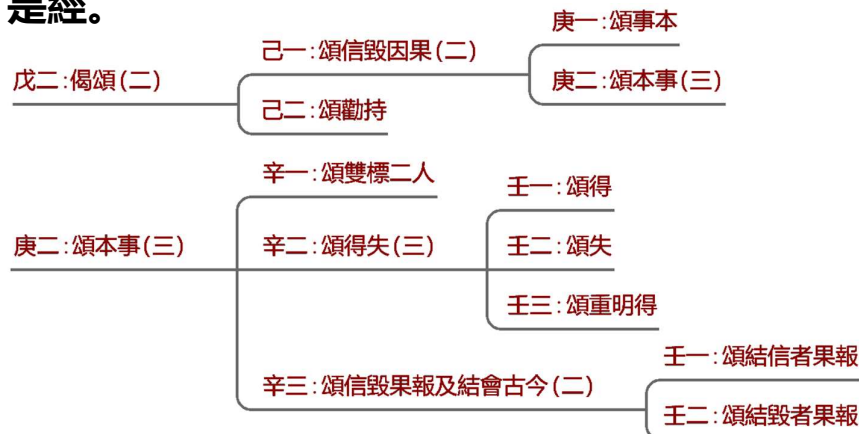 是經。
戊二:偈頌(二)
己一:頌信毀因果(二)
庚一:頌事本
庚二:頌本事(三)
己二:頌勸持
庚二:頌本事(三)
辛一:頌雙標二人
辛二:頌得失(三)
壬一:頌得
壬二:頌失
壬三:頌重明得
辛三:頌信毀果報及結會古今(二)
壬一:頌結信者果報
壬二:頌結毀者果報